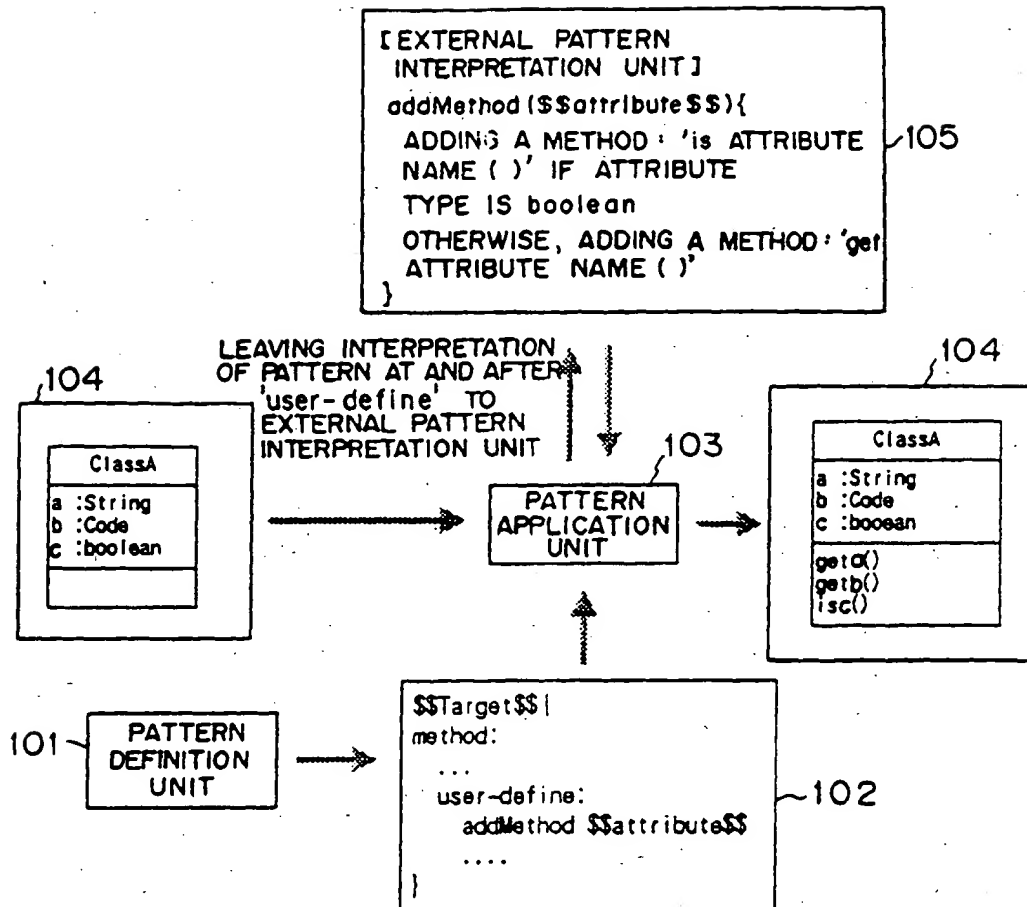 [EXTERNAL PATTERN
INTERPRETATION UNIT]
addMethod($$attribute$$){
ADDING A METHOD: 'is ATTRIBUTE
NAME ( )' IF ATTRIBUTE
TYPE IS boolean
OTHERWISE, ADDING A METHOD: 'get
ATTRIBUTE NAME ( )'
}
105
LEAVING INTERPRETATION
OF PATTERN AT AND AFTER
'user-define' TO
EXTERNAL PATTERN
INTERPRETATION UNIT
104
ClassA
a :String
b :Code
c :boolean
103
PATTERN
APPLICATION
UNIT
104
ClassA
a :String
b :Code
c :booean
geta()
getb()
isc()
101
PATTERN
DEFINITION
UNIT
$$Target$${
method:
...
user-define:
addMethod $$attribute$$
....
}
102